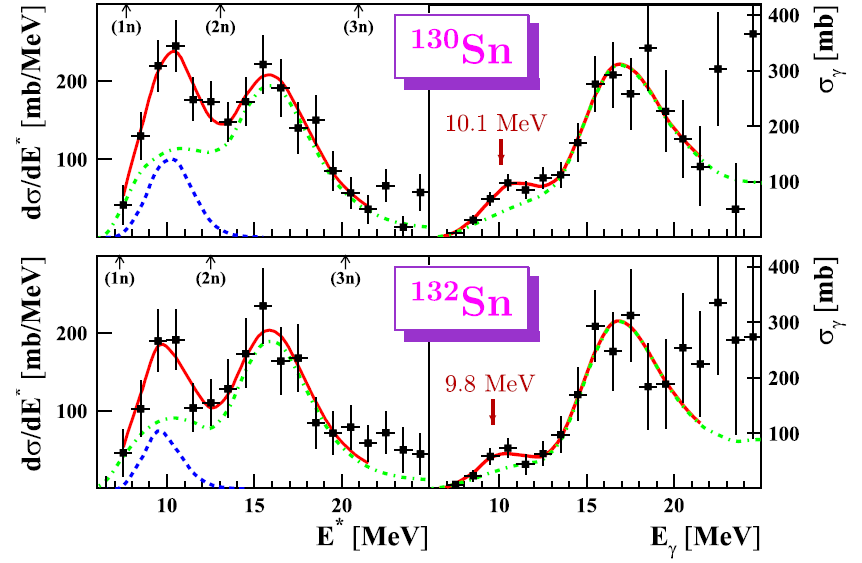 (1n) (2n) (3n)
400
¹³⁰Sn
σγ [mb]
dσ/dE* [mb/MeV]
200
300
10.1 MeV
200
100
100
(1n) (2n) (3n)
400
¹³²Sn
σγ [mb]
dσ/dE* [mb/MeV]
200
300
9.8 MeV
200
100
100
10 15 20 10 15 20
E* [MeV] Eγ [MeV]